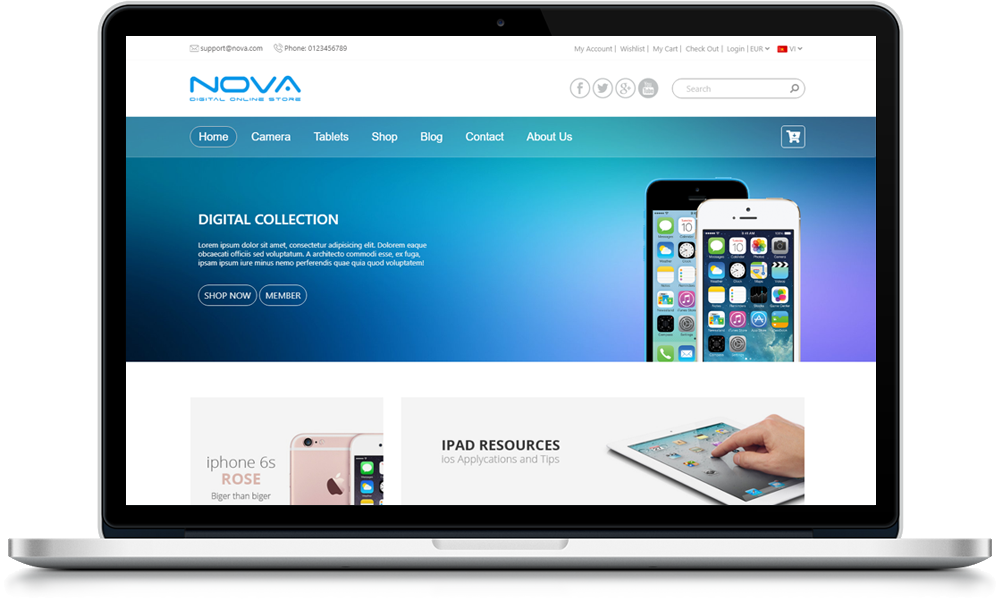 support@nova.com Phone: 0123456789
My Account | Wishlist | My Cart | Check Out | Login | EUR VI
NOVA
DIGITAL ONLINE STORE
Search
Home Camera Tablets Shop Blog Contact About Us
DIGITAL COLLECTION
Lorem ipsum dolor sit amet, consectetur adipisicing elit. Dolorem eaque
obcaecati officiis sed voluptatum. A architecto commodi esse, ex fuga,
ipsam ipsum iure minus nemo perferendis quae quia quod voluptatem!
SHOP NOW MEMBER
iphone 6s
ROSE
Biger than biger
IPAD RESOURCES
ios Applycations and Tips